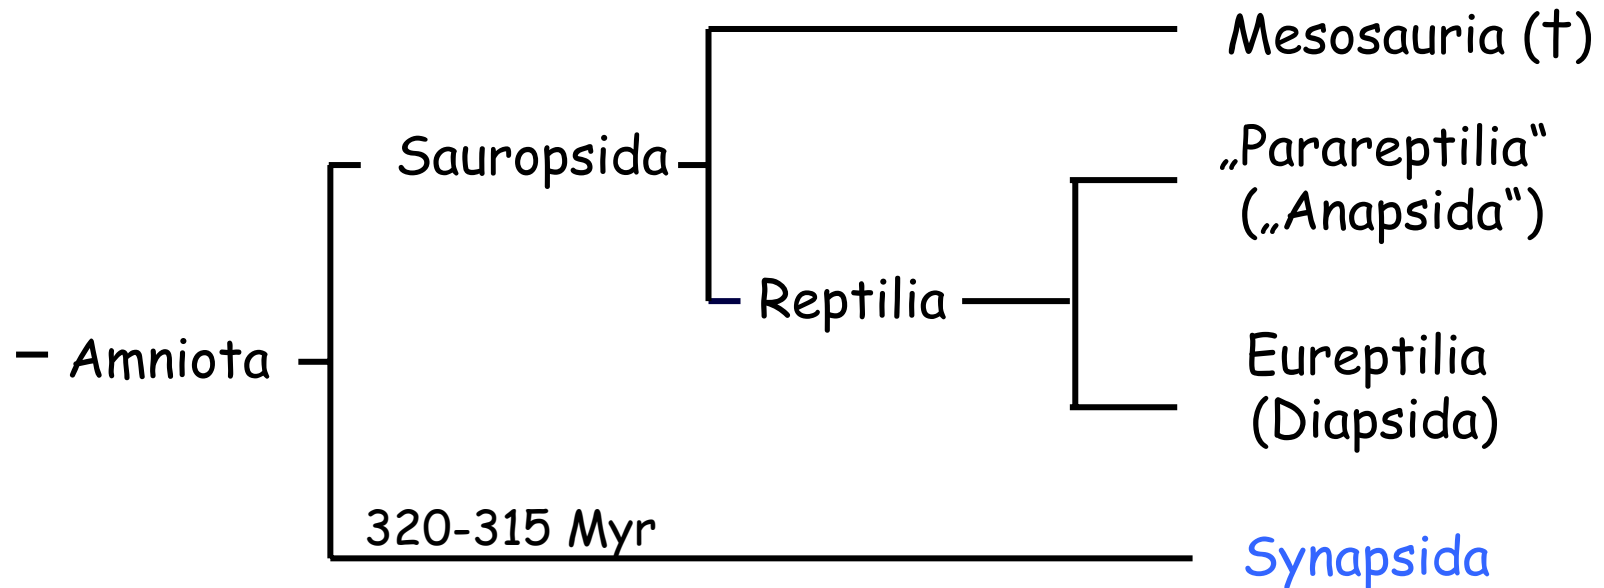 Mesosauria (†)
Sauropsida
„Parareptilia“
(„Anapsida“)
Reptilia
Amniota
Eureptilia
(Diapsida)
320-315 Myr
Synapsida